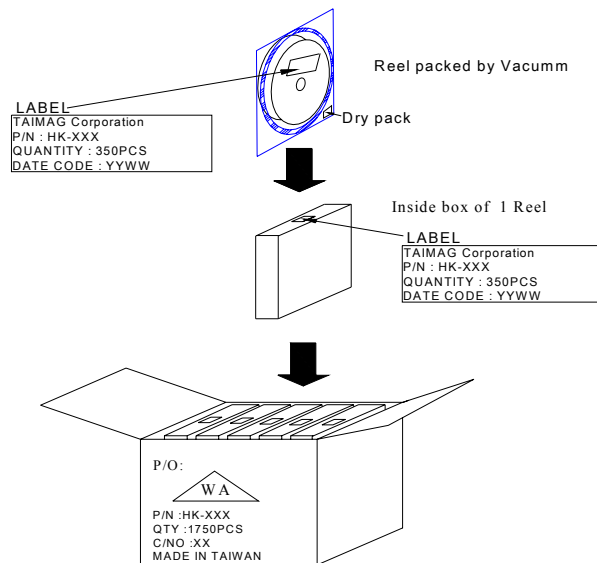 Reel packed by Vacumm
LABEL
TAIMAG Corporation
P/N : HK-XXX
QUANTITY : 350PCS
DATE CODE : YYWW
Dry pack
Inside box of 1 Reel
LABEL
TAIMAG Corporation
P/N : HK-XXX
QUANTITY : 350PCS
DATE CODE : YYWW
P/O:
WA
P/N :HK-XXX
QTY :1750PCS
C/NO :XX
MADE IN TAIWAN